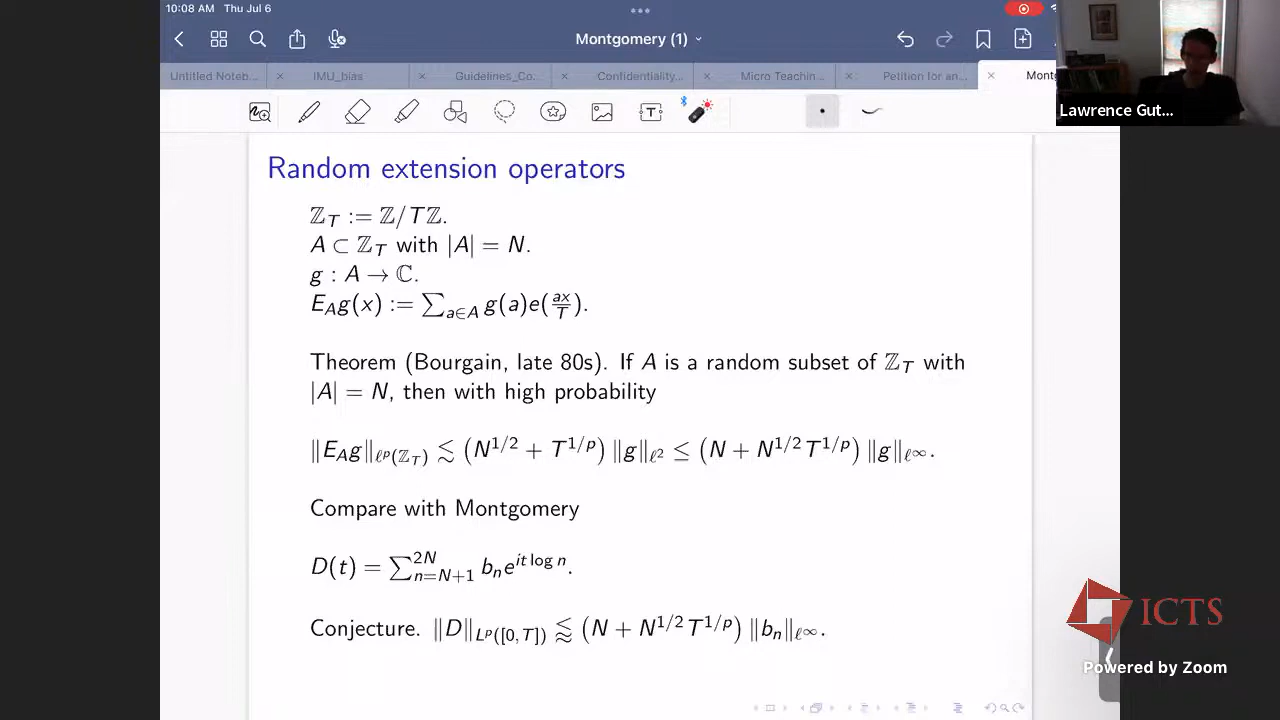 10:08 AM Thu Jul 6
Montgomery (1)
Untitled Noteb...
IMU_bias
Guidelines_Co...
Confidentiality...
Micro Teachin...
Petition for an...
Montg
Lawrence Gut...
Random extension operators
ℤ_T := ℤ/Tℤ.
A ⊂ ℤ_T with |A| = N.
g : A → ℂ.
E_A g(x) := ∑_{a∈A} g(a)e(ax/T).
Theorem (Bourgain, late 80s). If A is a random subset of ℤ_T with
|A| = N, then with high probability
‖E_A g‖_{ℓ^p(ℤ_T)} ≲ (N^{1/2} + T^{1/p}) ‖g‖_{ℓ^2} ≤ (N + N^{1/2} T^{1/p}) ‖g‖_{ℓ^∞}.
Compare with Montgomery
D(t) = ∑_{n=N+1}^{2N} b_n e^{it log n}.
Conjecture. ‖D‖_{L^p([0,T])} ⪅ (N + N^{1/2} T^{1/p}) ‖b_n‖_{ℓ^∞}.
ICTS
Powered by Zoom